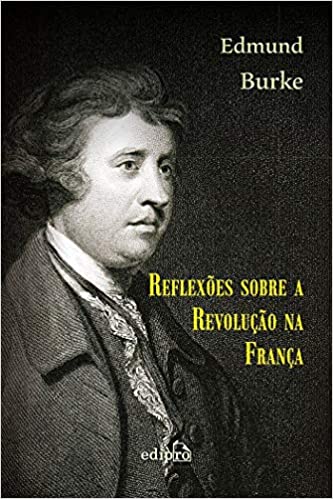 Edmund
Burke
Reflexões sobre a
Revolução na
França
edipro